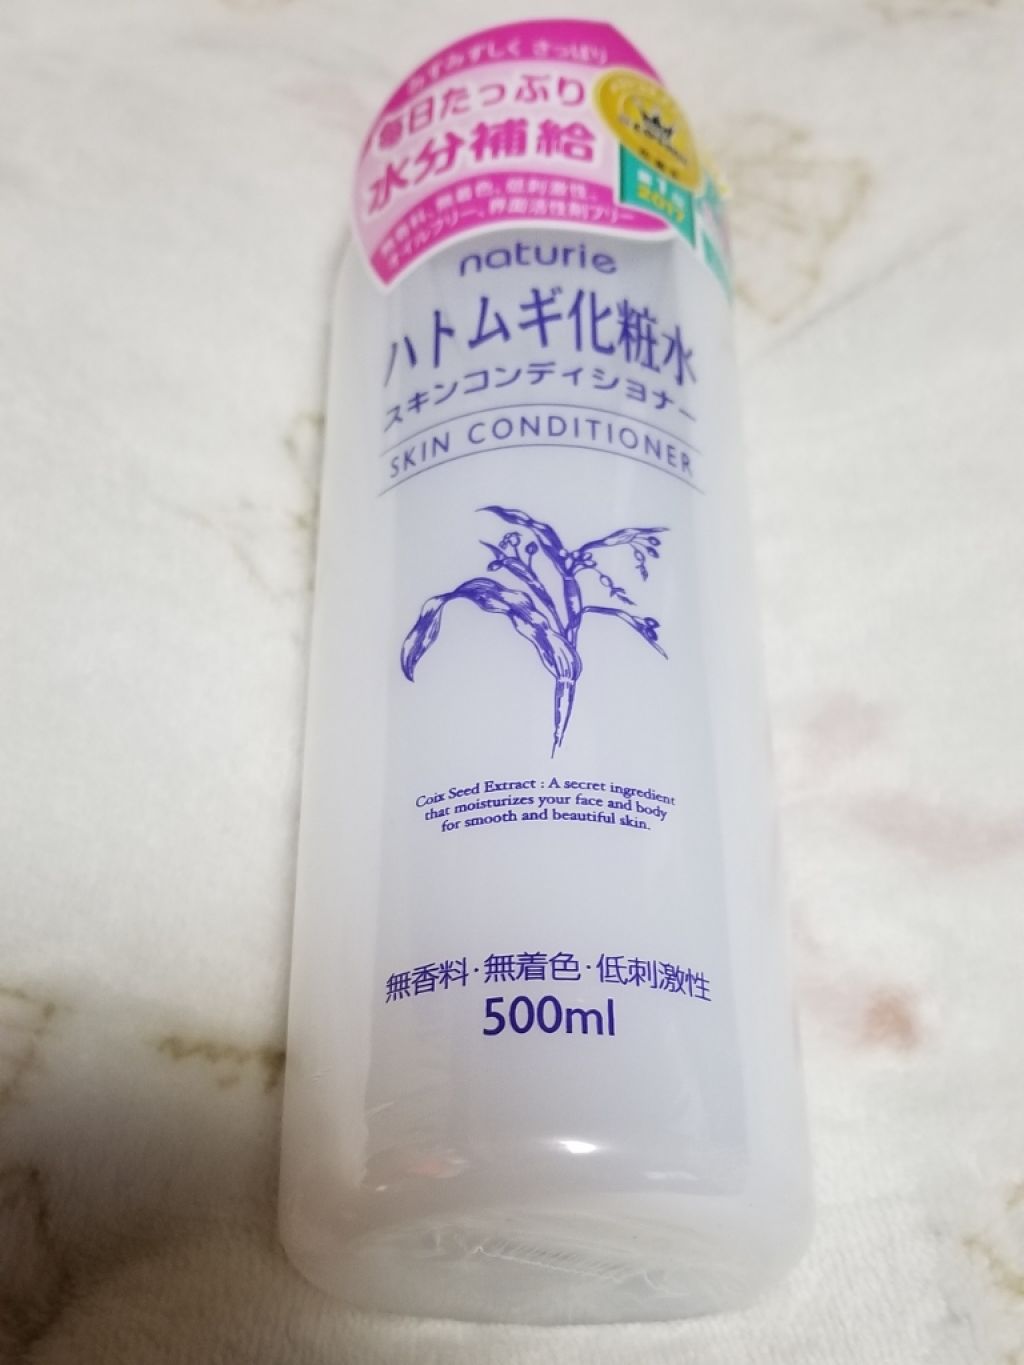 みずみずしく さっぱり
毎日たっぷり
水分補給
無香料、無着色、低刺激性、
オイルフリー、界面活性剤フリー
第1位
2017
naturie
ハトムギ化粧水
スキンコンディショナー
SKIN CONDITIONER
Coix Seed Extract : A secret ingredient
that moisturizes your face and body
for smooth and beautiful skin.
無香料·無着色·低刺激性
500ml